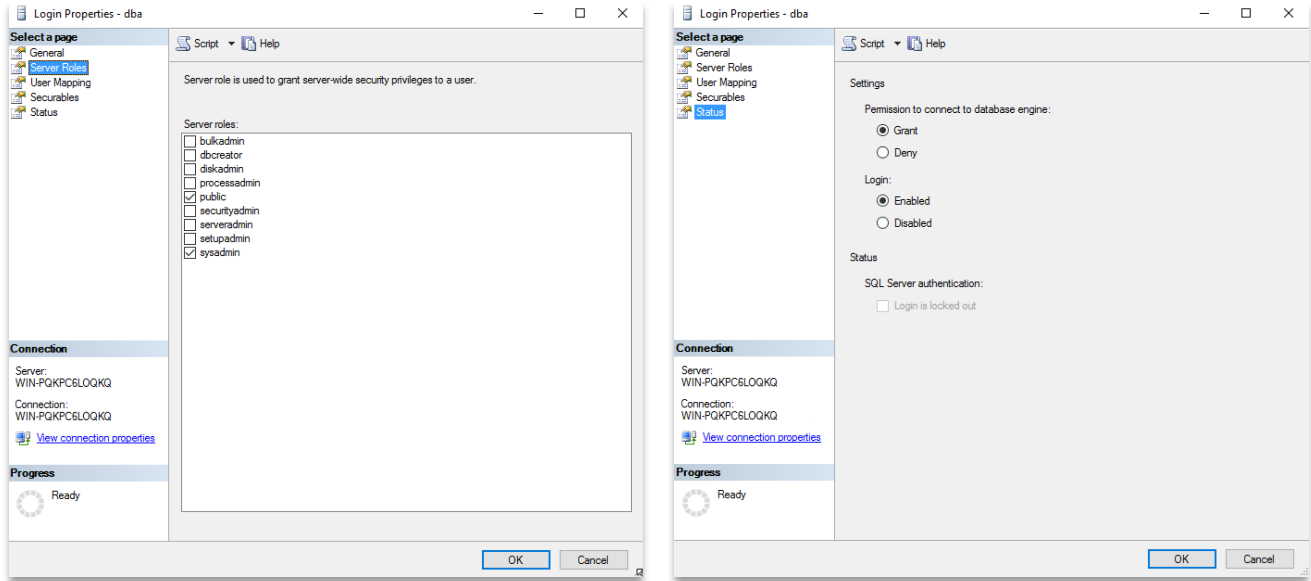 Login Properties - dba
Select a page
General
Server Roles
User Mapping
Securables
Status
Script
Help
Server role is used to grant server-wide security privileges to a user.
Server roles:
bulkadmin
dbcreator
diskadmin
processadmin
public
securityadmin
serveradmin
setupadmin
sysadmin
Connection
Server:
WIN-PQKPC6LOQKQ
Connection:
WIN-PQKPC6LOQKQ
View connection properties
Progress
Ready
OK
Cancel
Login Properties - dba
Select a page
General
Server Roles
User Mapping
Securables
Status
Script
Help
Settings
Permission to connect to database engine:
Grant
Deny
Login:
Enabled
Disabled
Status
SQL Server authentication:
Login is locked out
Connection
Server:
WIN-PQKPC6LOQKQ
Connection:
WIN-PQKPC6LOQKQ
View connection properties
Progress
Ready
OK
Cancel